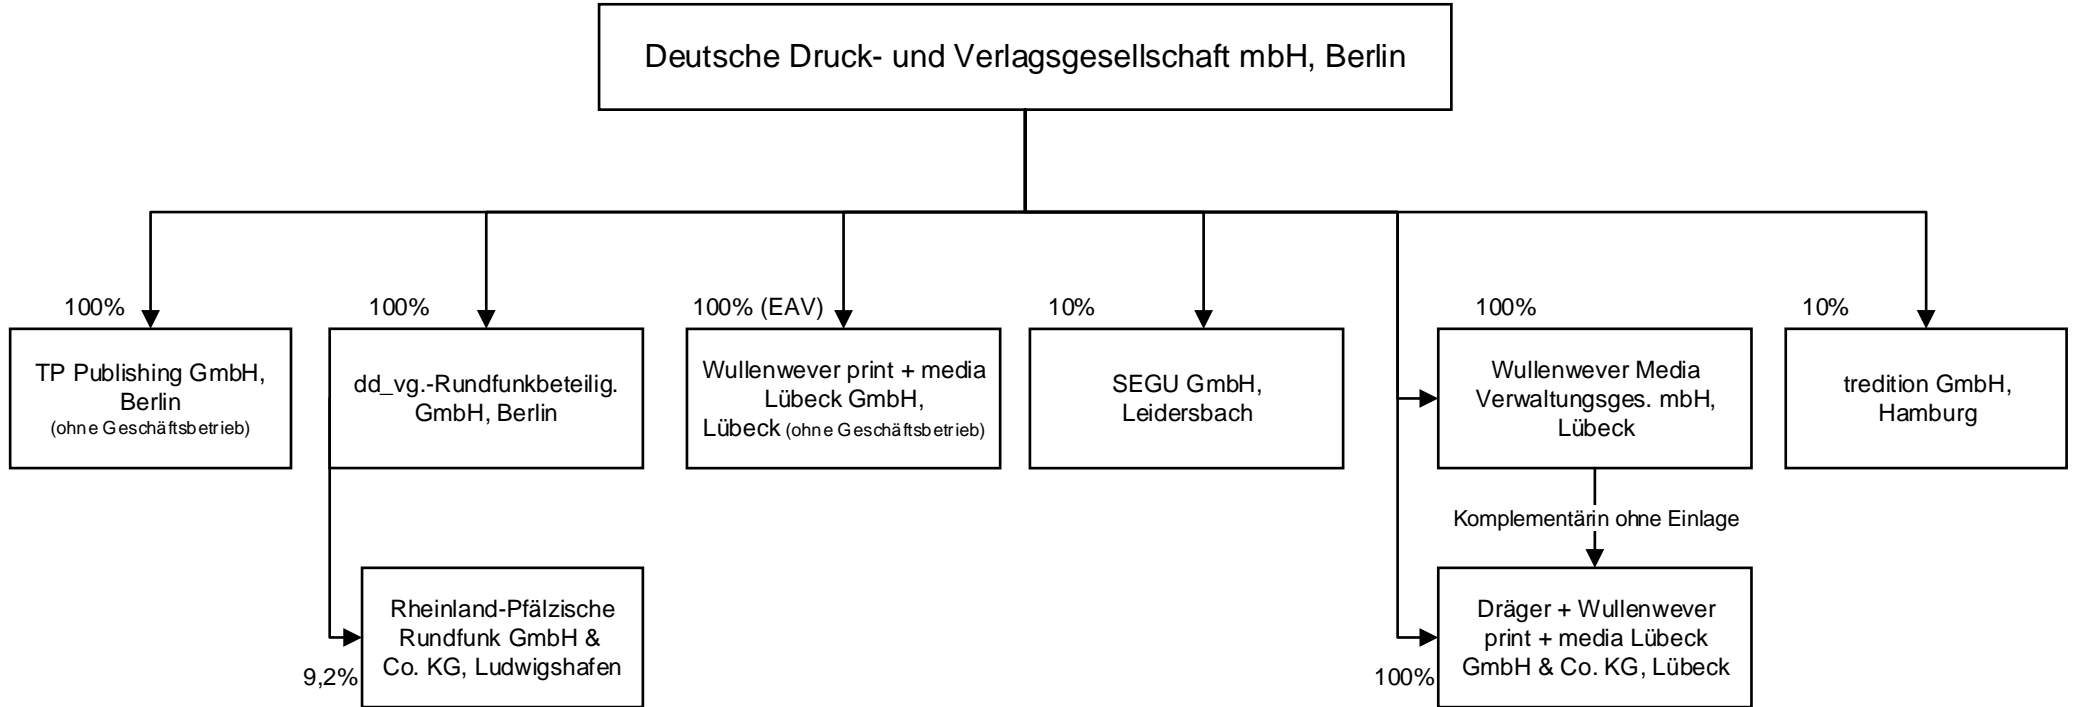 Deutsche Druck- und Verlagsgesellschaft mbH, Berlin
100%
TP Publishing GmbH,
Berlin
(ohne Geschäftsbetrieb)
100%
dd_vg.-Rundfunkbeteilig.
GmbH, Berlin
100% (EAV)
Wullenwever print + media
Lübeck GmbH,
Lübeck (ohne Geschäftsbetrieb)
10%
SEGU GmbH,
Leidersbach
100%
Wullenwever Media
Verwaltungsges. mbH,
Lübeck
10%
tredition GmbH,
Hamburg
Komplementärin ohne Einlage
9,2%
Rheinland-Pfälzische
Rundfunk GmbH &
Co. KG, Ludwigshafen
100%
Dräger + Wullenwever
print + media Lübeck
GmbH & Co. KG, Lübeck